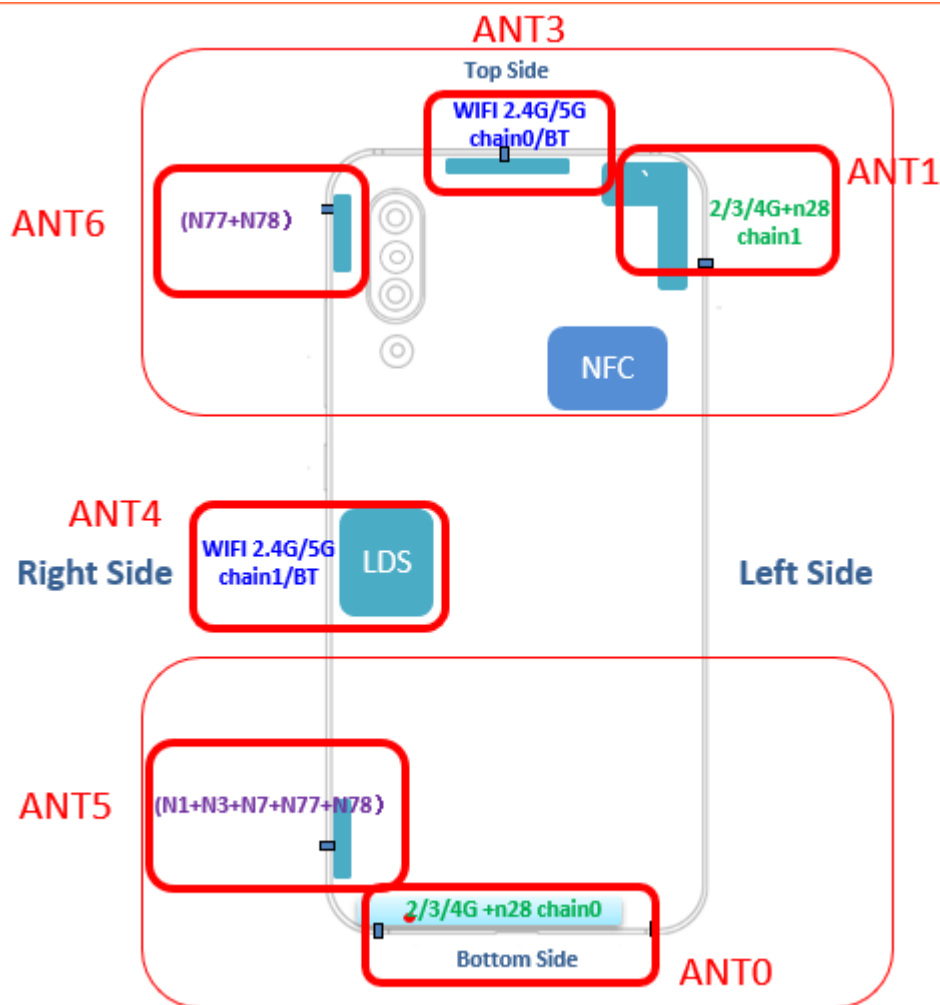 ANT3
Top Side
WIFI 2.4G/5G
chain0/BT
ANT1
2/3/4G+n28
chain1
ANT6
(N77+N78）
NFC
ANT4
WIFI 2.4G/5G
chain1/BT
LDS
Right Side
Left Side
ANT5
(N1+N3+N7+N77+N78）
2/3/4G +n28 chain0
Bottom Side
ANT0